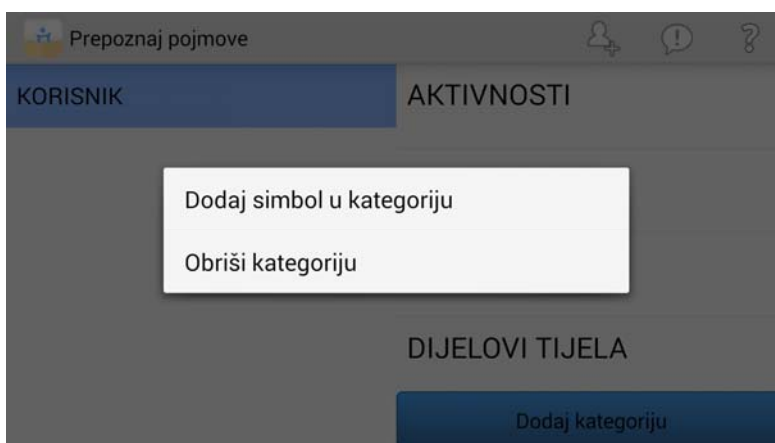 Prepoznaj pojmove
KORISNIK
AKTIVNOSTI
Dodaj simbol u kategoriju
Obriši kategoriju
DIJELOVI TIJELA
Dodaj kategoriju